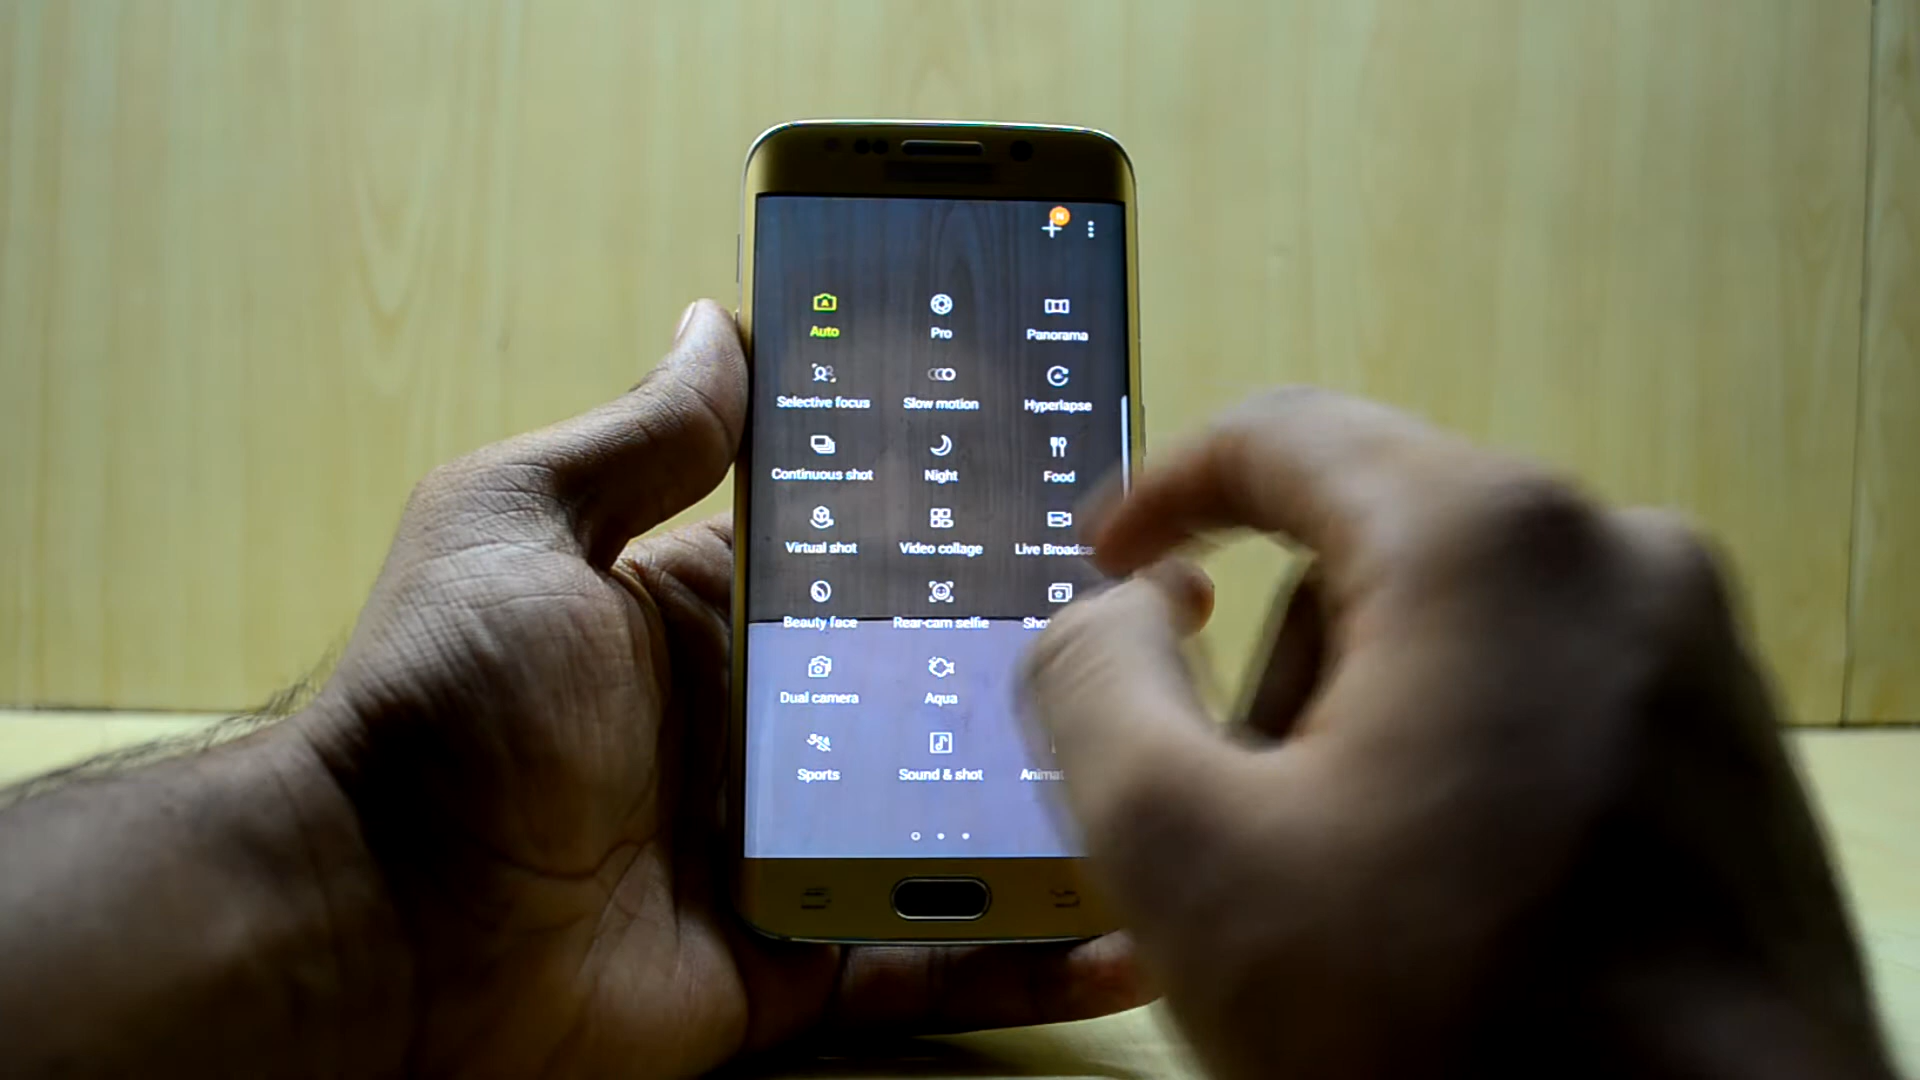 Auto Pro Panorama
Selective focus Slow motion Hyperlapse
Continuous shot Night Food
Virtual shot Video collage Live
Beauty face Rear-cam selfie
Dual camera Aqua
Sports Sound & shot